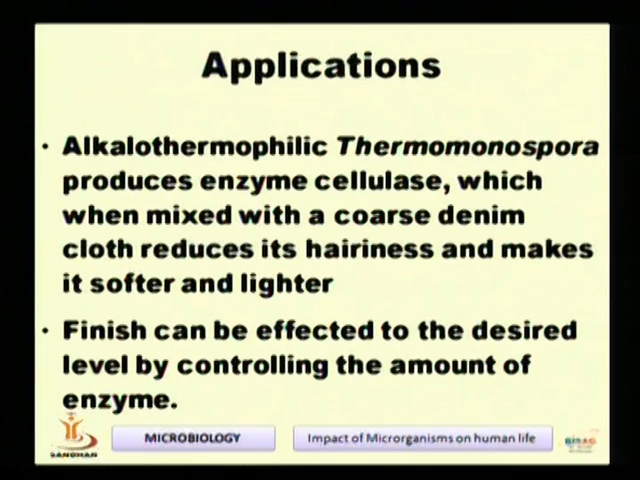 Applications
• Alkalothermophilic Thermomonospora
produces enzyme cellulase, which
when mixed with a coarse denim
cloth reduces its hairiness and makes
it softer and lighter
• Finish can be effected to the desired
level by controlling the amount of
enzyme.
SANDHAN
MICROBIOLOGY
Impact of Microrganisms on human life
BISAG